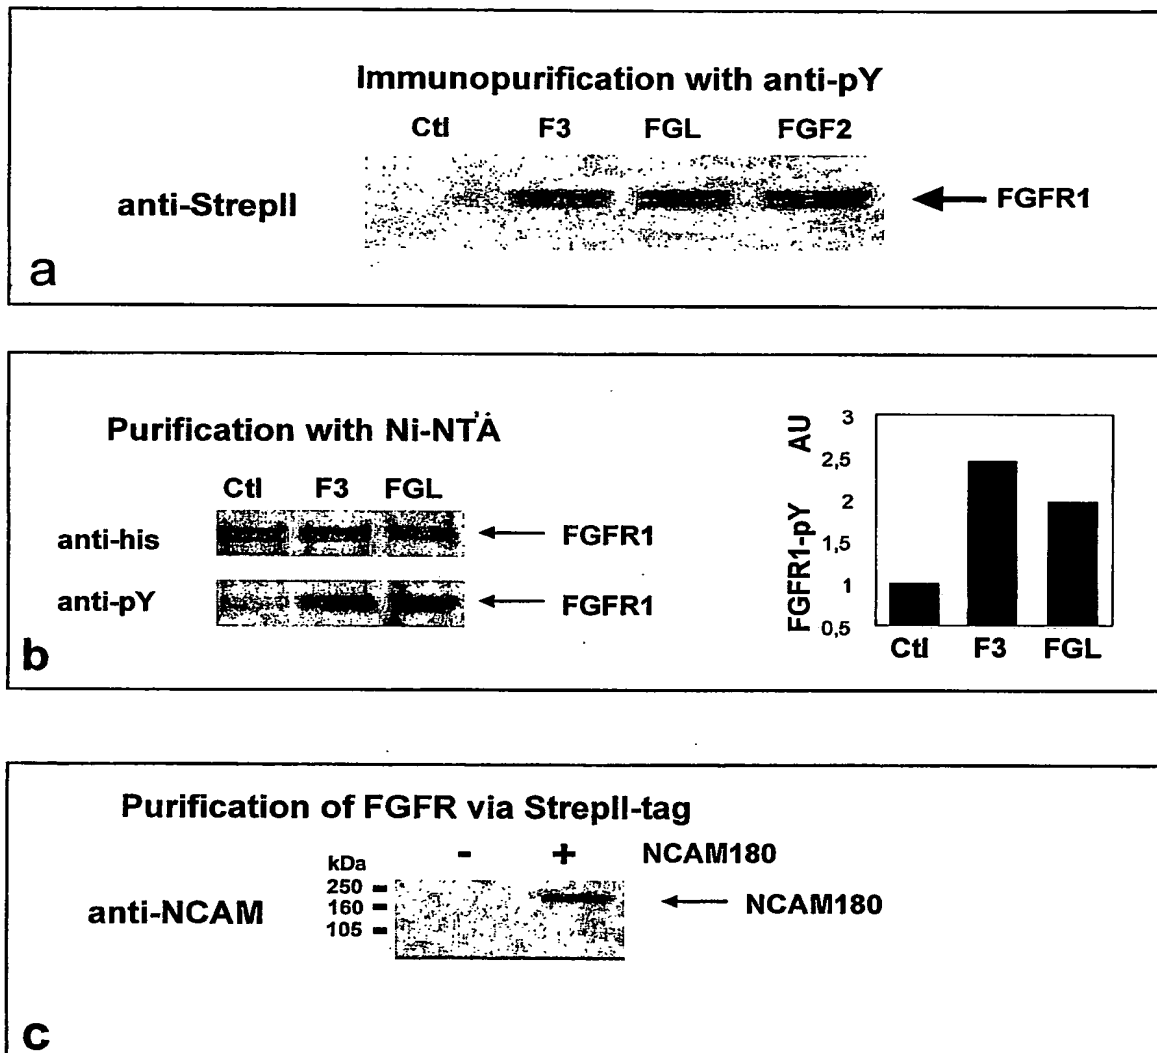 Immunopurification with anti-pY
Ctl F3 FGL FGF2
anti-StrepII
FGFR1
a
Purification with Ni-NTA
Ctl F3 FGL
anti-his
FGFR1
anti-pY
FGFR1
b
FGFR1-pY AU
3
2,5
2
1,5
1
0,5
Ctl F3 FGL
Purification of FGFR via StrepII-tag
- + NCAM180
kDa
250
160
105
anti-NCAM
NCAM180
c